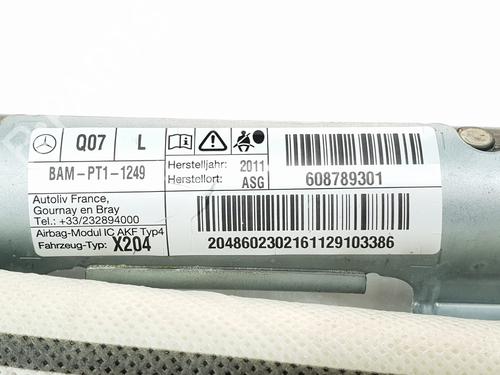 Q07 L
BAM-PT1-1249
Autoliv France,
Gournay en Bray
Tel.: +33/232894000
Airbag-Modul IC AKF Typ4
Fahrzeug-Typ: X204
Herstelljahr: 2011
Herstellort: ASG
608789301
2048602302161129103386